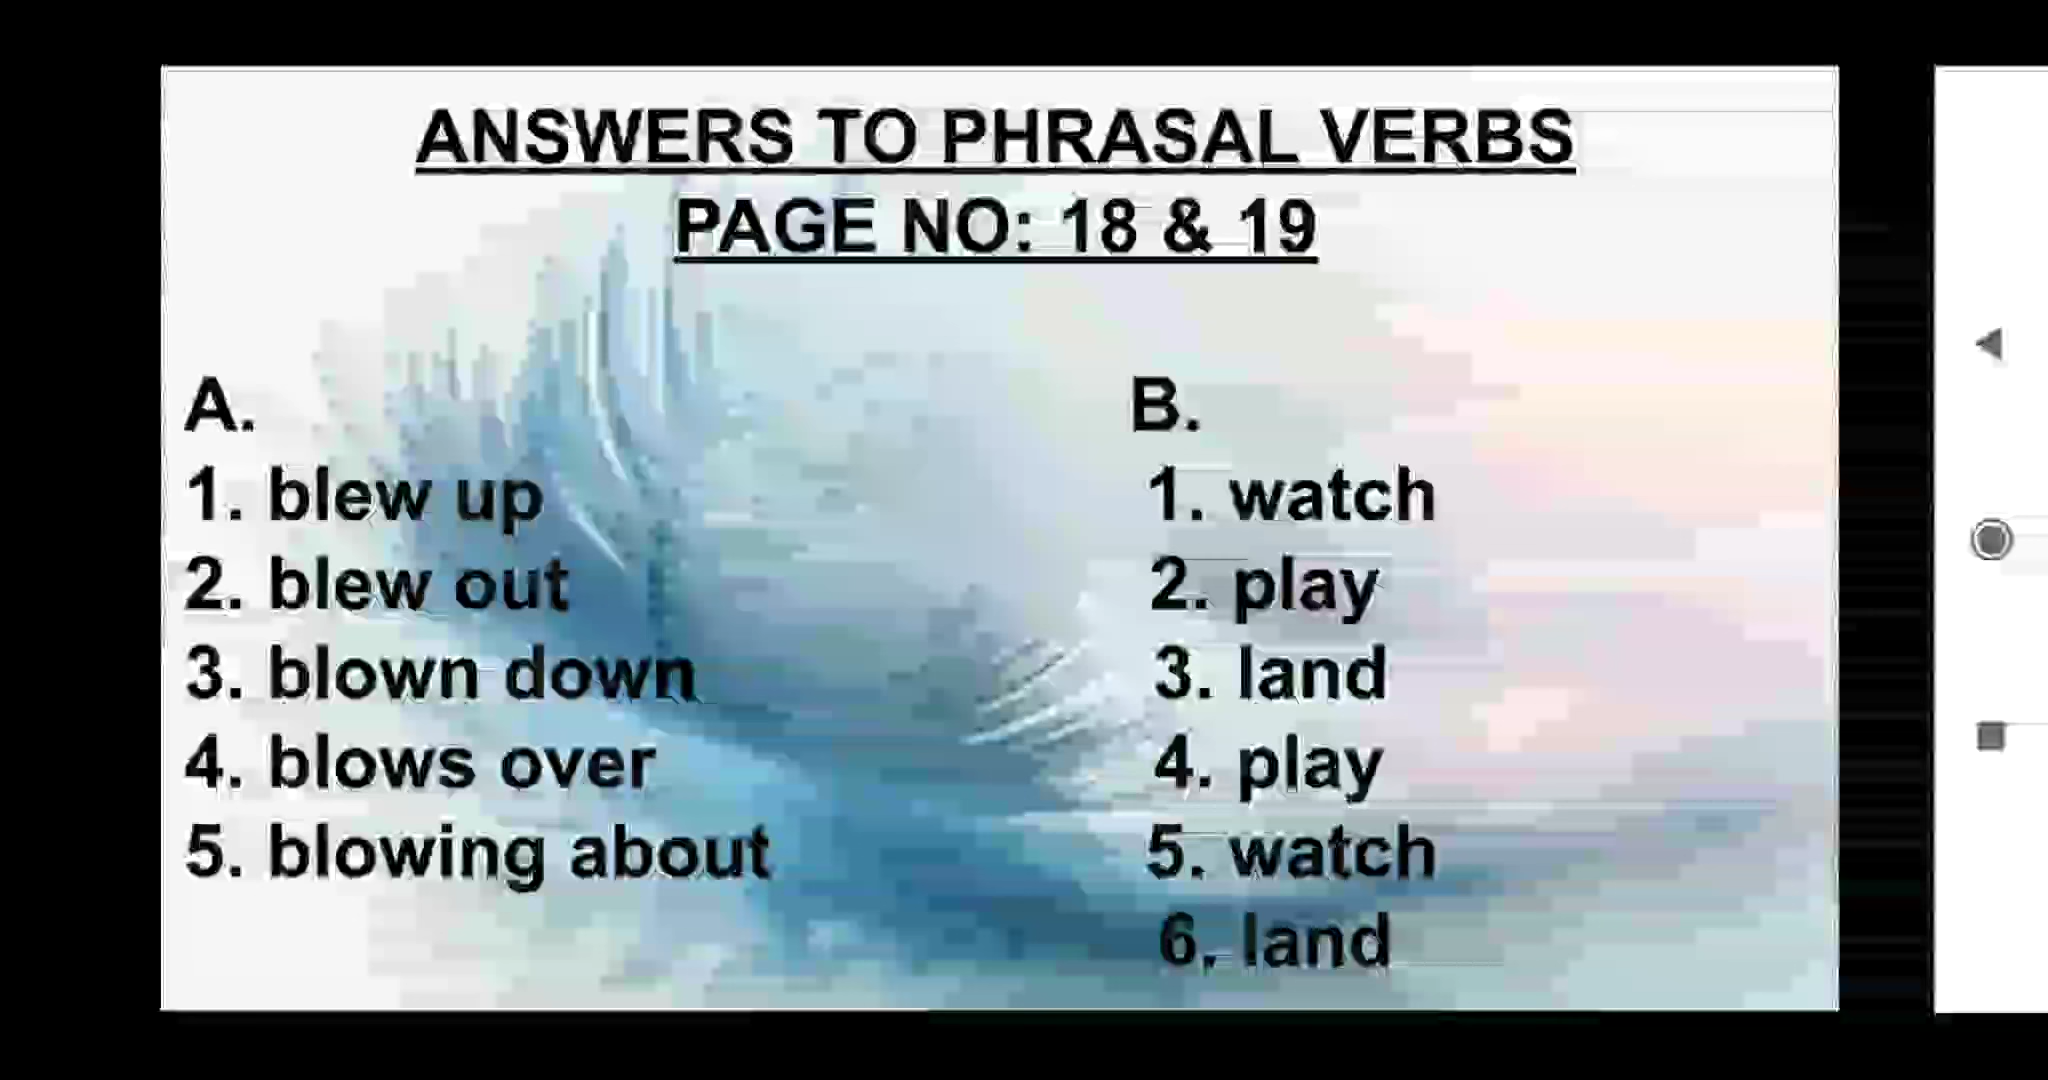 ANSWERS TO PHRASAL VERBS
PAGE NO: 18 & 19
A.
1. blew up
2. blew out
3. blown down
4. blows over
5. blowing about
B.
1. watch
2. play
3. land
4. play
5. watch
6. land